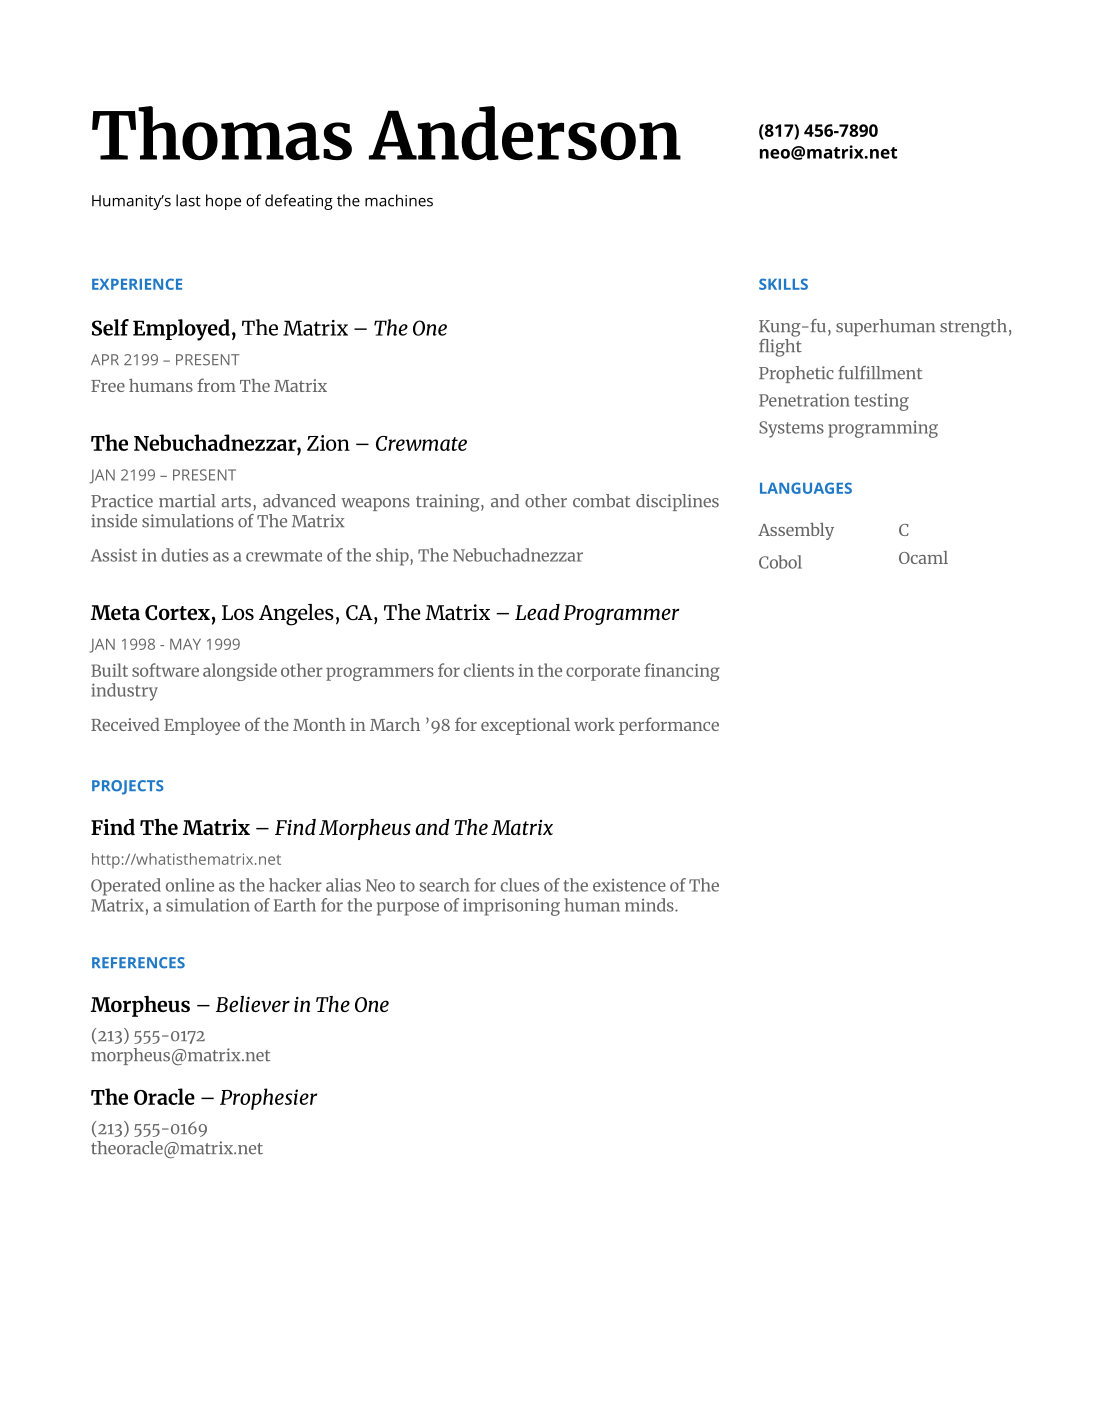 Thomas Anderson
(817) 456-7890
neo@matrix.net
Humanity’s last hope of defeating the machines
EXPERIENCE
Self Employed, The Matrix – The One
APR 2199 – PRESENT
Free humans from The Matrix
The Nebuchadnezzar, Zion – Crewmate
JAN 2199 – PRESENT
Practice martial arts, advanced weapons training, and other combat disciplines
inside simulations of The Matrix
Assist in duties as a crewmate of the ship, The Nebuchadnezzar
Meta Cortex, Los Angeles, CA, The Matrix – Lead Programmer
JAN 1998 - MAY 1999
Built software alongside other programmers for clients in the corporate financing
industry
Received Employee of the Month in March ’98 for exceptional work performance
PROJECTS
Find The Matrix – Find Morpheus and The Matrix
http://whatisthematrix.net
Operated online as the hacker alias Neo to search for clues of the existence of The
Matrix, a simulation of Earth for the purpose of imprisoning human minds.
REFERENCES
Morpheus – Believer in The One
(213) 555-0172
morpheus@matrix.net
The Oracle – Prophesier
(213) 555-0169
theoracle@matrix.net
SKILLS
Kung-fu, superhuman strength,
flight
Prophetic fulfillment
Penetration testing
Systems programming
LANGUAGES
Assembly
Cobol
C
Ocaml